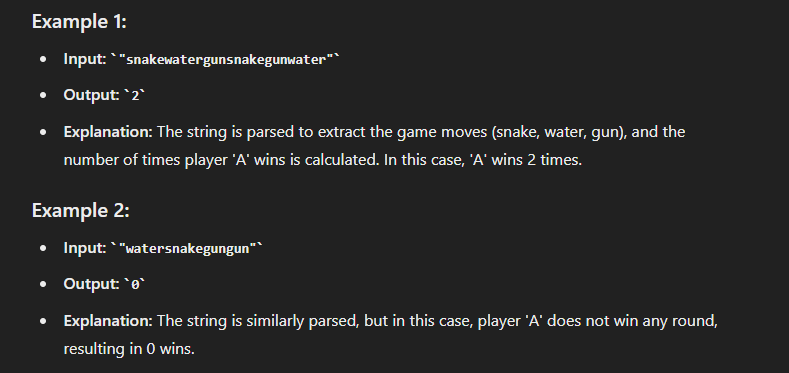 Example 1:
• Input: `"snakewatergunsnakegunwater"`
• Output: `2`
• Explanation: The string is parsed to extract the game moves (snake, water, gun), and the
number of times player 'A' wins is calculated. In this case, 'A' wins 2 times.
Example 2:
• Input: `"watersnakegungun"`
• Output: `0`
• Explanation: The string is similarly parsed, but in this case, player 'A' does not win any round,
resulting in 0 wins.